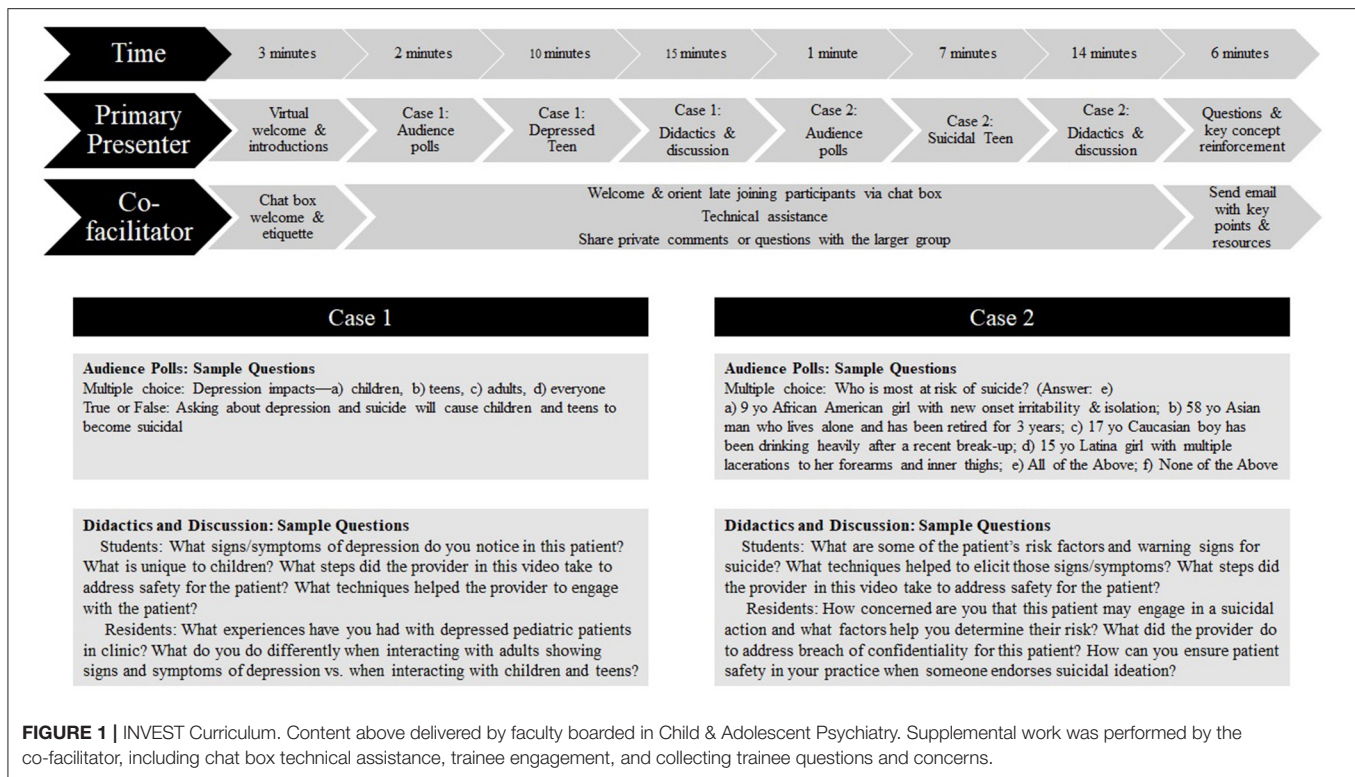 Time
3 minutes
2 minutes
10 minutes
15 minutes
1 minute
7 minutes
14 minutes
6 minutes
Primary
Presenter
Virtual
welcome &
introductions
Case 1:
Audience
polls
Case 1:
Depressed
Teen
Case 1:
Didactics &
discussion
Case 2:
Audience
polls
Case 2:
Suicidal Teen
Case 2:
Didactics &
discussion
Questions &
key concept
reinforcement
Co-
facilitator
Chat box
welcome &
etiquette
Welcome & orient late joining participants via chat box
Technical assistance
Share private comments or questions with the larger group
Send email
with key
points &
resources
Case 1
Audience Polls: Sample Questions
Multiple choice: Depression impacts—a) children, b) teens, c) adults, d) everyone
True or False: Asking about depression and suicide will cause children and teens to
become suicidal
Didactics and Discussion: Sample Questions
Students: What signs/symptoms of depression do you notice in this patient?
What is unique to children? What steps did the provider in this video take to
address safety for the patient? What techniques helped the provider to engage
with the patient?
Residents: What experiences have you had with depressed pediatric patients
in clinic? What do you do differently when interacting with adults showing
signs and symptoms of depression vs. when interacting with children and teens?
Case 2
Audience Polls: Sample Questions
Multiple choice: Who is most at risk of suicide? (Answer: e)
a) 9 yo African American girl with new onset irritability & isolation; b) 58 yo Asian
man who lives alone and has been retired for 3 years; c) 17 yo Caucasian boy has
been drinking heavily after a recent break-up; d) 15 yo Latina girl with multiple
lacerations to her forearms and inner thighs; e) All of the Above; f) None of the Above
Didactics and Discussion: Sample Questions
Students: What are some of the patient's risk factors and warning signs for
suicide? What techniques helped to elicit those signs/symptoms? What steps did
the provider in this video take to address safety for the patient?
Residents: How concerned are you that this patient may engage in a suicidal
action and what factors help you determine their risk? What did the provider do
to address breach of confidentiality for this patient? How can you ensure patient
safety in your practice when someone endorses suicidal ideation?
FIGURE 1 | INVEST Curriculum. Content above delivered by faculty boarded in Child & Adolescent Psychiatry. Supplemental work was performed by the
co-facilitator, including chat box technical assistance, trainee engagement, and collecting trainee questions and concerns.